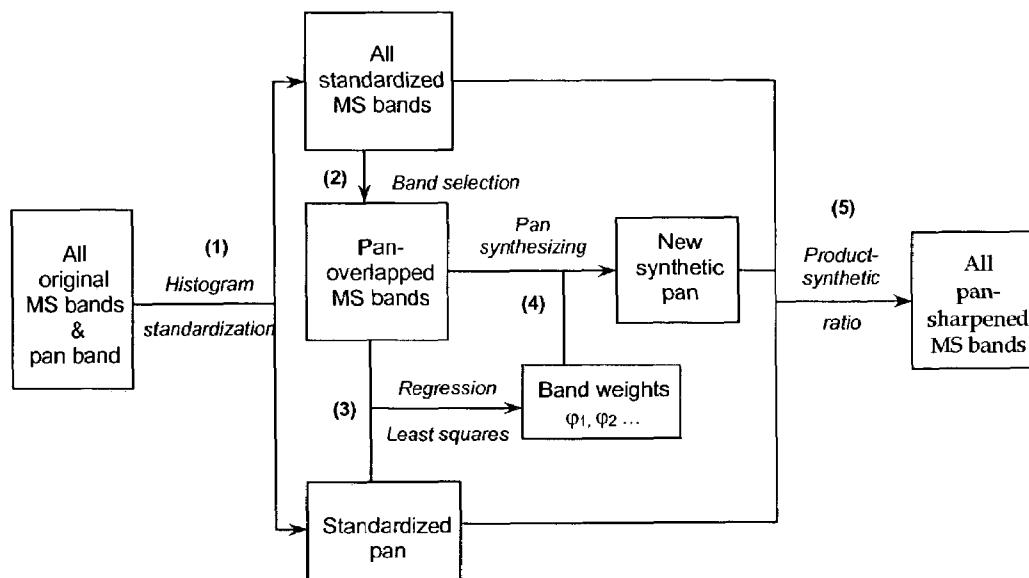 All
standardized
MS bands
(2)
Band selection
(1)
Histogram
standardization
All
original
MS bands
&
pan band
Pan-
overlapped
MS bands
Pan
synthesizing
(4)
New
synthetic
pan
(5)
Product-
synthetic
ratio
All
pan-
sharpened
MS bands
(3)
Regression
Least squares
Band weights
φ1, φ2 ...
Standardized
pan